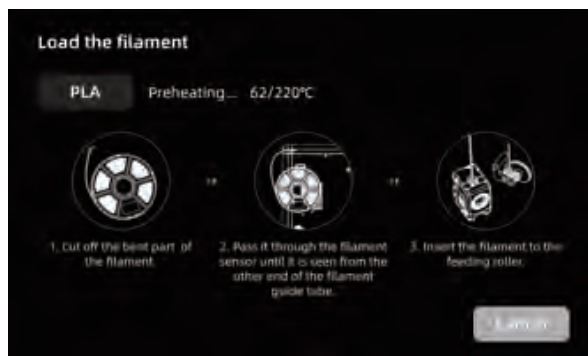 Load the filament
PLA Preheating... 62/220℃
1. Cut off the bent part of
the filament.
2. Pass it through the filament
sensor until it is seen from the
other end of the filament
guide tube.
3. Insert the filament to the
feeding roller.